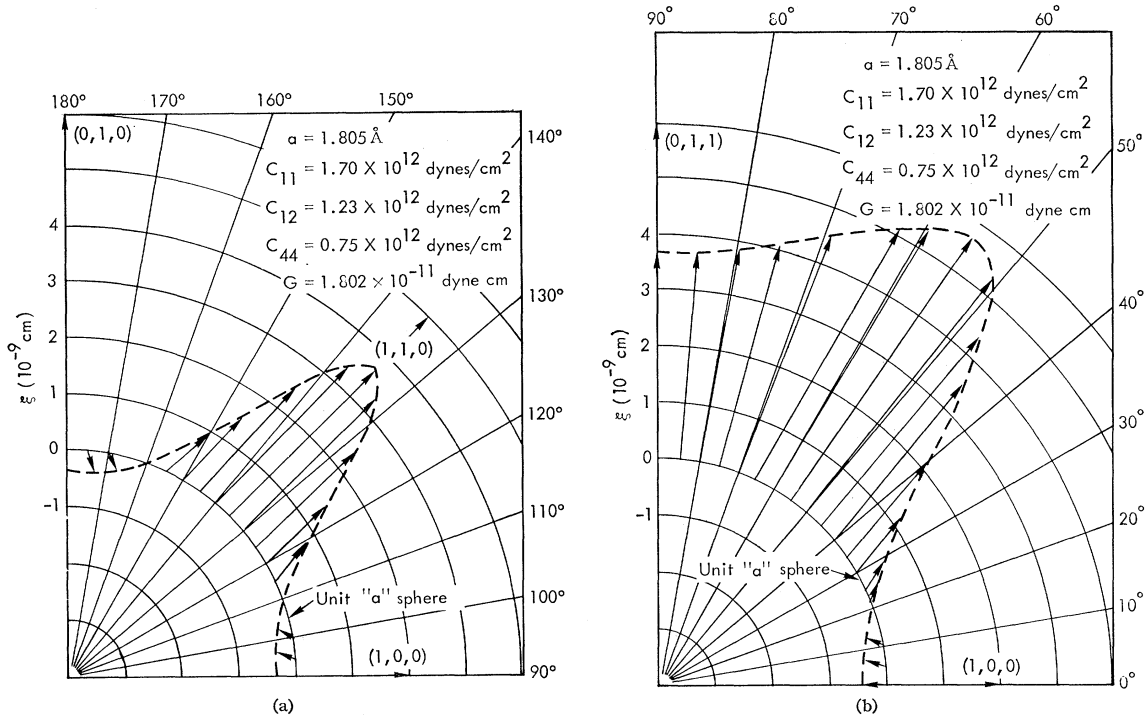 180°
170°
160°
150°
140°
130°
120°
110°
100°
90°
(0,1,0)
a = 1.805 Å
C11 = 1.70 X 10^12 dynes/cm^2
C12 = 1.23 X 10^12 dynes/cm^2
C44 = 0.75 X 10^12 dynes/cm^2
G = 1.802 × 10^-11 dyne cm
(1,1,0)
4
3
2
1
0
-1
ξ (10^-9 cm)
Unit "a" sphere
(1,0,0)
(a)
90°
80°
70°
60°
50°
40°
30°
20°
10°
0°
(0,1,1)
a = 1.805 Å
C11 = 1.70 X 10^12 dynes/cm^2
C12 = 1.23 X 10^12 dynes/cm^2
C44 = 0.75 X 10^12 dynes/cm^2
G = 1.802 X 10^-11 dyne cm
4
3
2
1
0
-1
ξ (10^-9 cm)
Unit "a" sphere
(1,0,0)
(b)